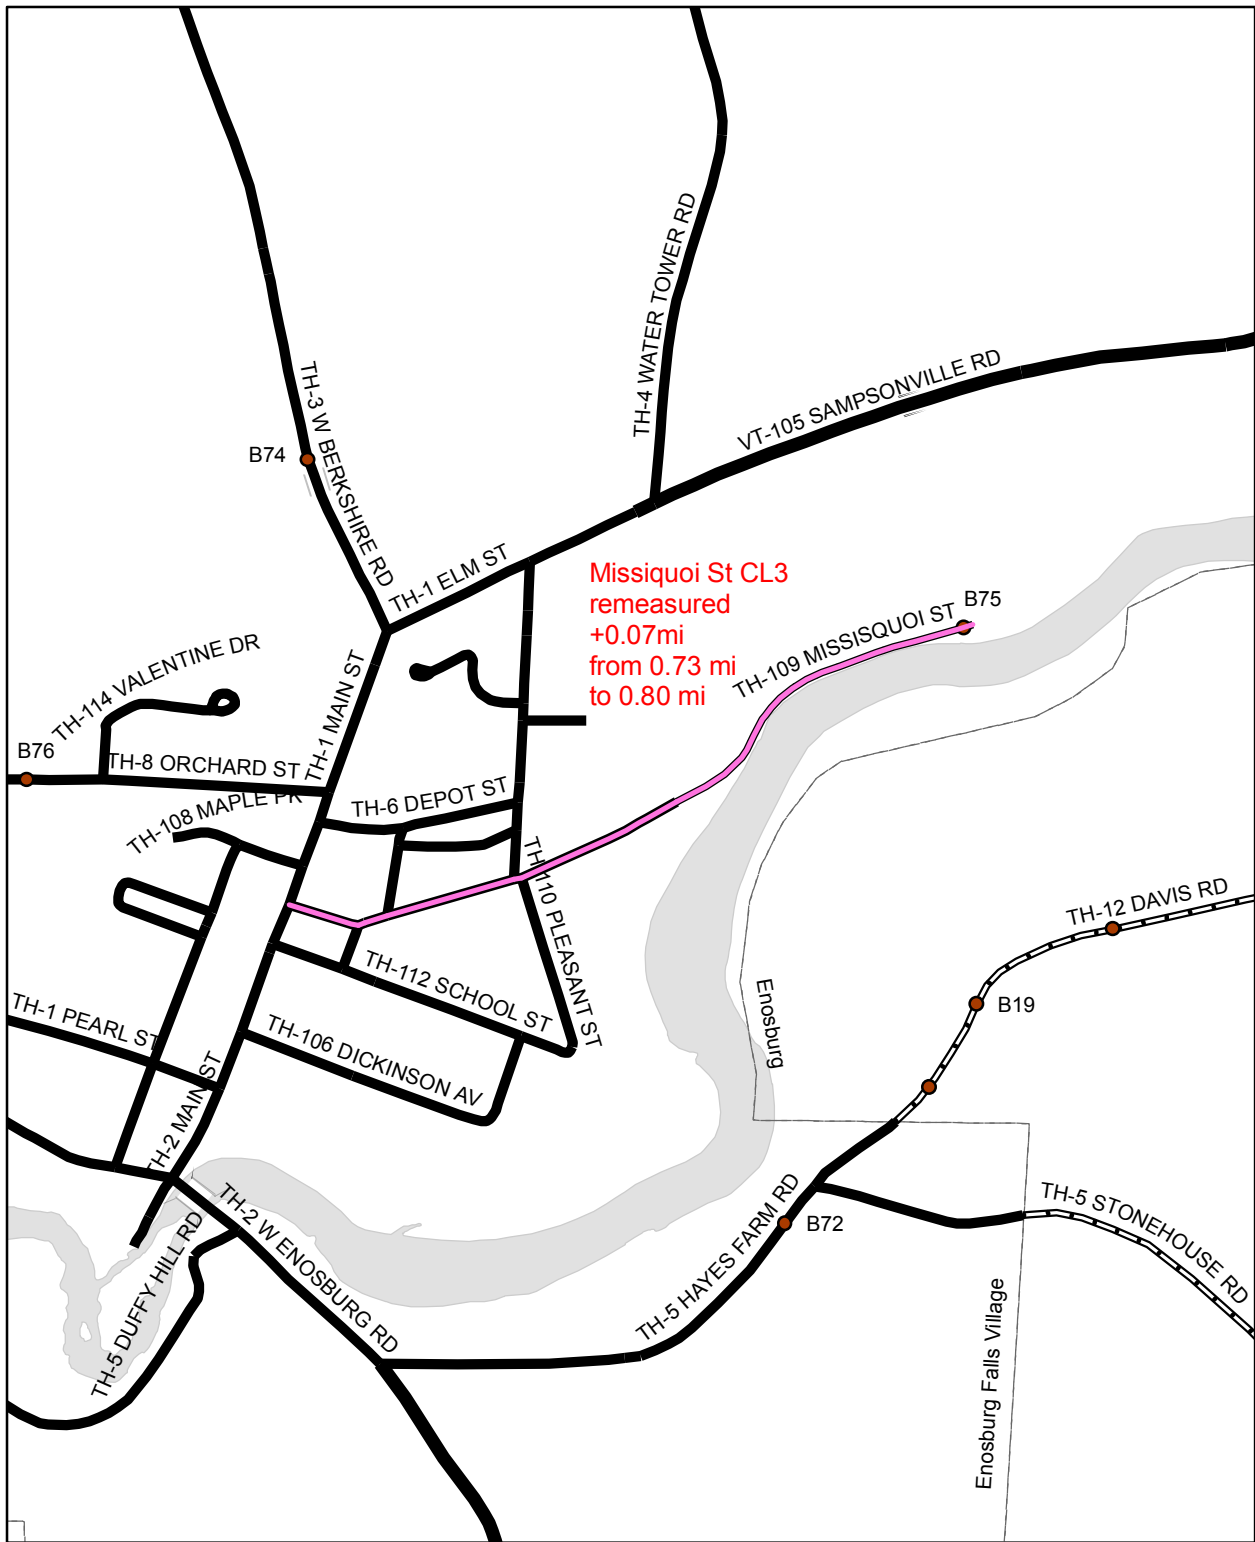 TH-3 W BERKSHIRE RD
TH-4 WATER TOWER RD
VT-105 SAMPSONVILLE RD
B74
TH-1 ELM ST
Missiquoi St CL3
remeasured
+0.07mi
from 0.73 mi
to 0.80 mi
B75
TH-109 MISSISQUOI ST
TH-114 VALENTINE DR
TH-1 MAIN ST
B76
TH-8 ORCHARD ST
TH-108 MAPLE PK
TH-6 DEPOT ST
TH-110 PLEASANT ST
TH-12 DAVIS RD
TH-112 SCHOOL ST
Enosburg
B19
TH-1 PEARL ST
TH-106 DICKINSON AV
TH-2 MAIN ST
TH-2 W ENOSBURG RD
TH-5 DUFFY HILL RD
TH-5 HAYES FARM RD
B72
TH-5 STONEHOUSE RD
Enosburg Falls Village